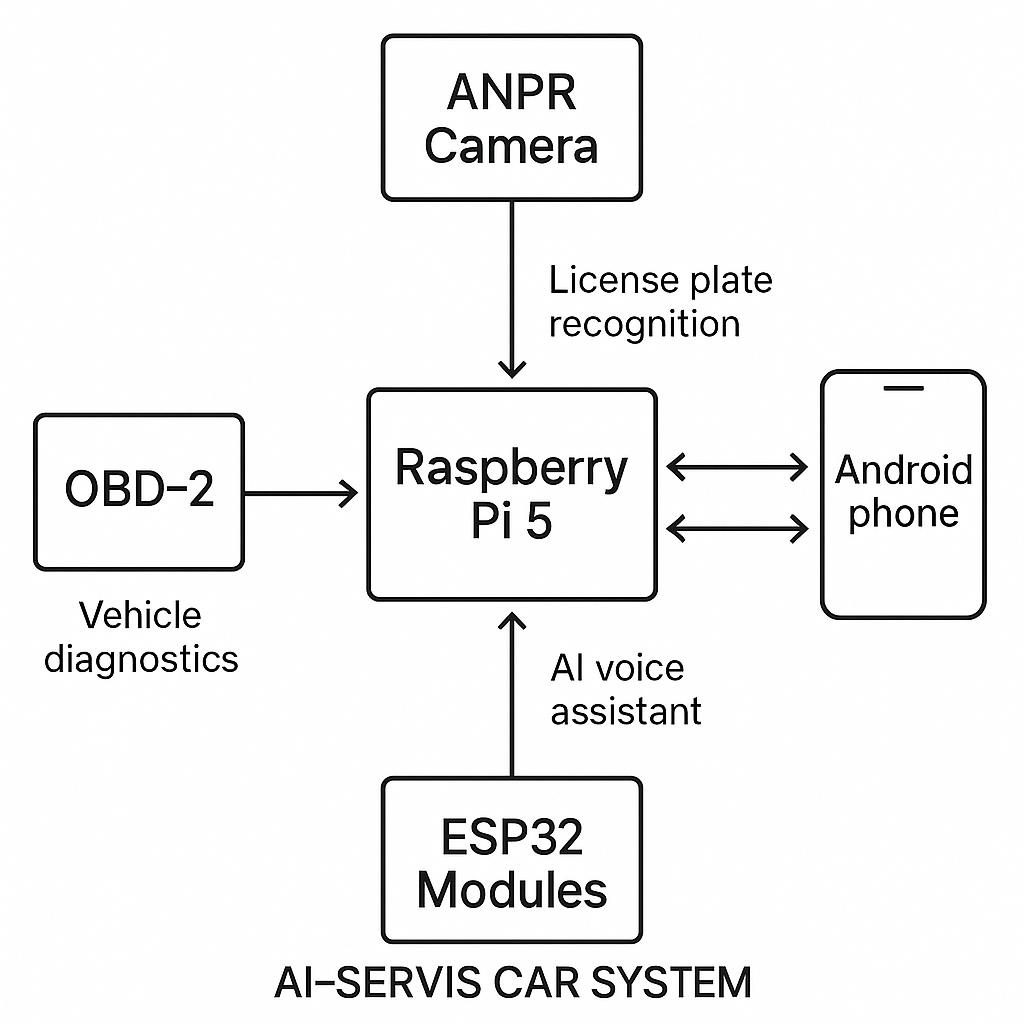 ANPR
Camera
License plate
recognition
OBD–2
Vehicle
diagnostics
Raspberry
Pi 5
Android
phone
AI voice
assistant
ESP32
Modules
AI–SERVIS CAR SYSTEM